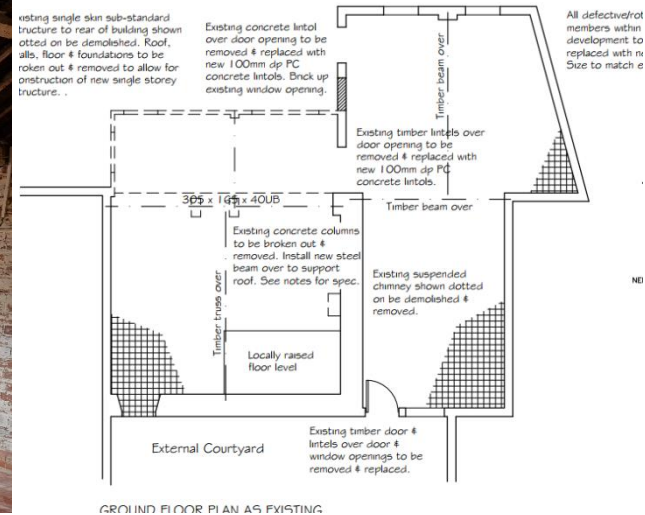 single skin sub-standard
to rear of building shown
on be demolished. Roof,
floor & foundations to be
out & removed to allow for
of new single storey
Existing concrete lintol
over door opening to be
removed & replaced with
new 100mm dp PC
concrete lintols. Brick up
existing window opening.
All defective/rot
members within
development to
replaced with
Size to match
Timber beam over
Existing timber lintels over
door opening to be
removed & replaced with
new 100mm dp PC
concrete lintols.
305 x 165 x 40UB
Timber beam over
Existing concrete columns
to be broken out &
removed. Install new steel
beam over to support
roof. See notes for spec.
Existing suspended
chimney shown dotted
on be demolished &
removed.
Timber truss over
Locally raised
floor level
External Courtyard
Existing timber door &
lintels over door &
window openings to be
removed & replaced.
GROUND FLOOR PLAN AS EXISTING